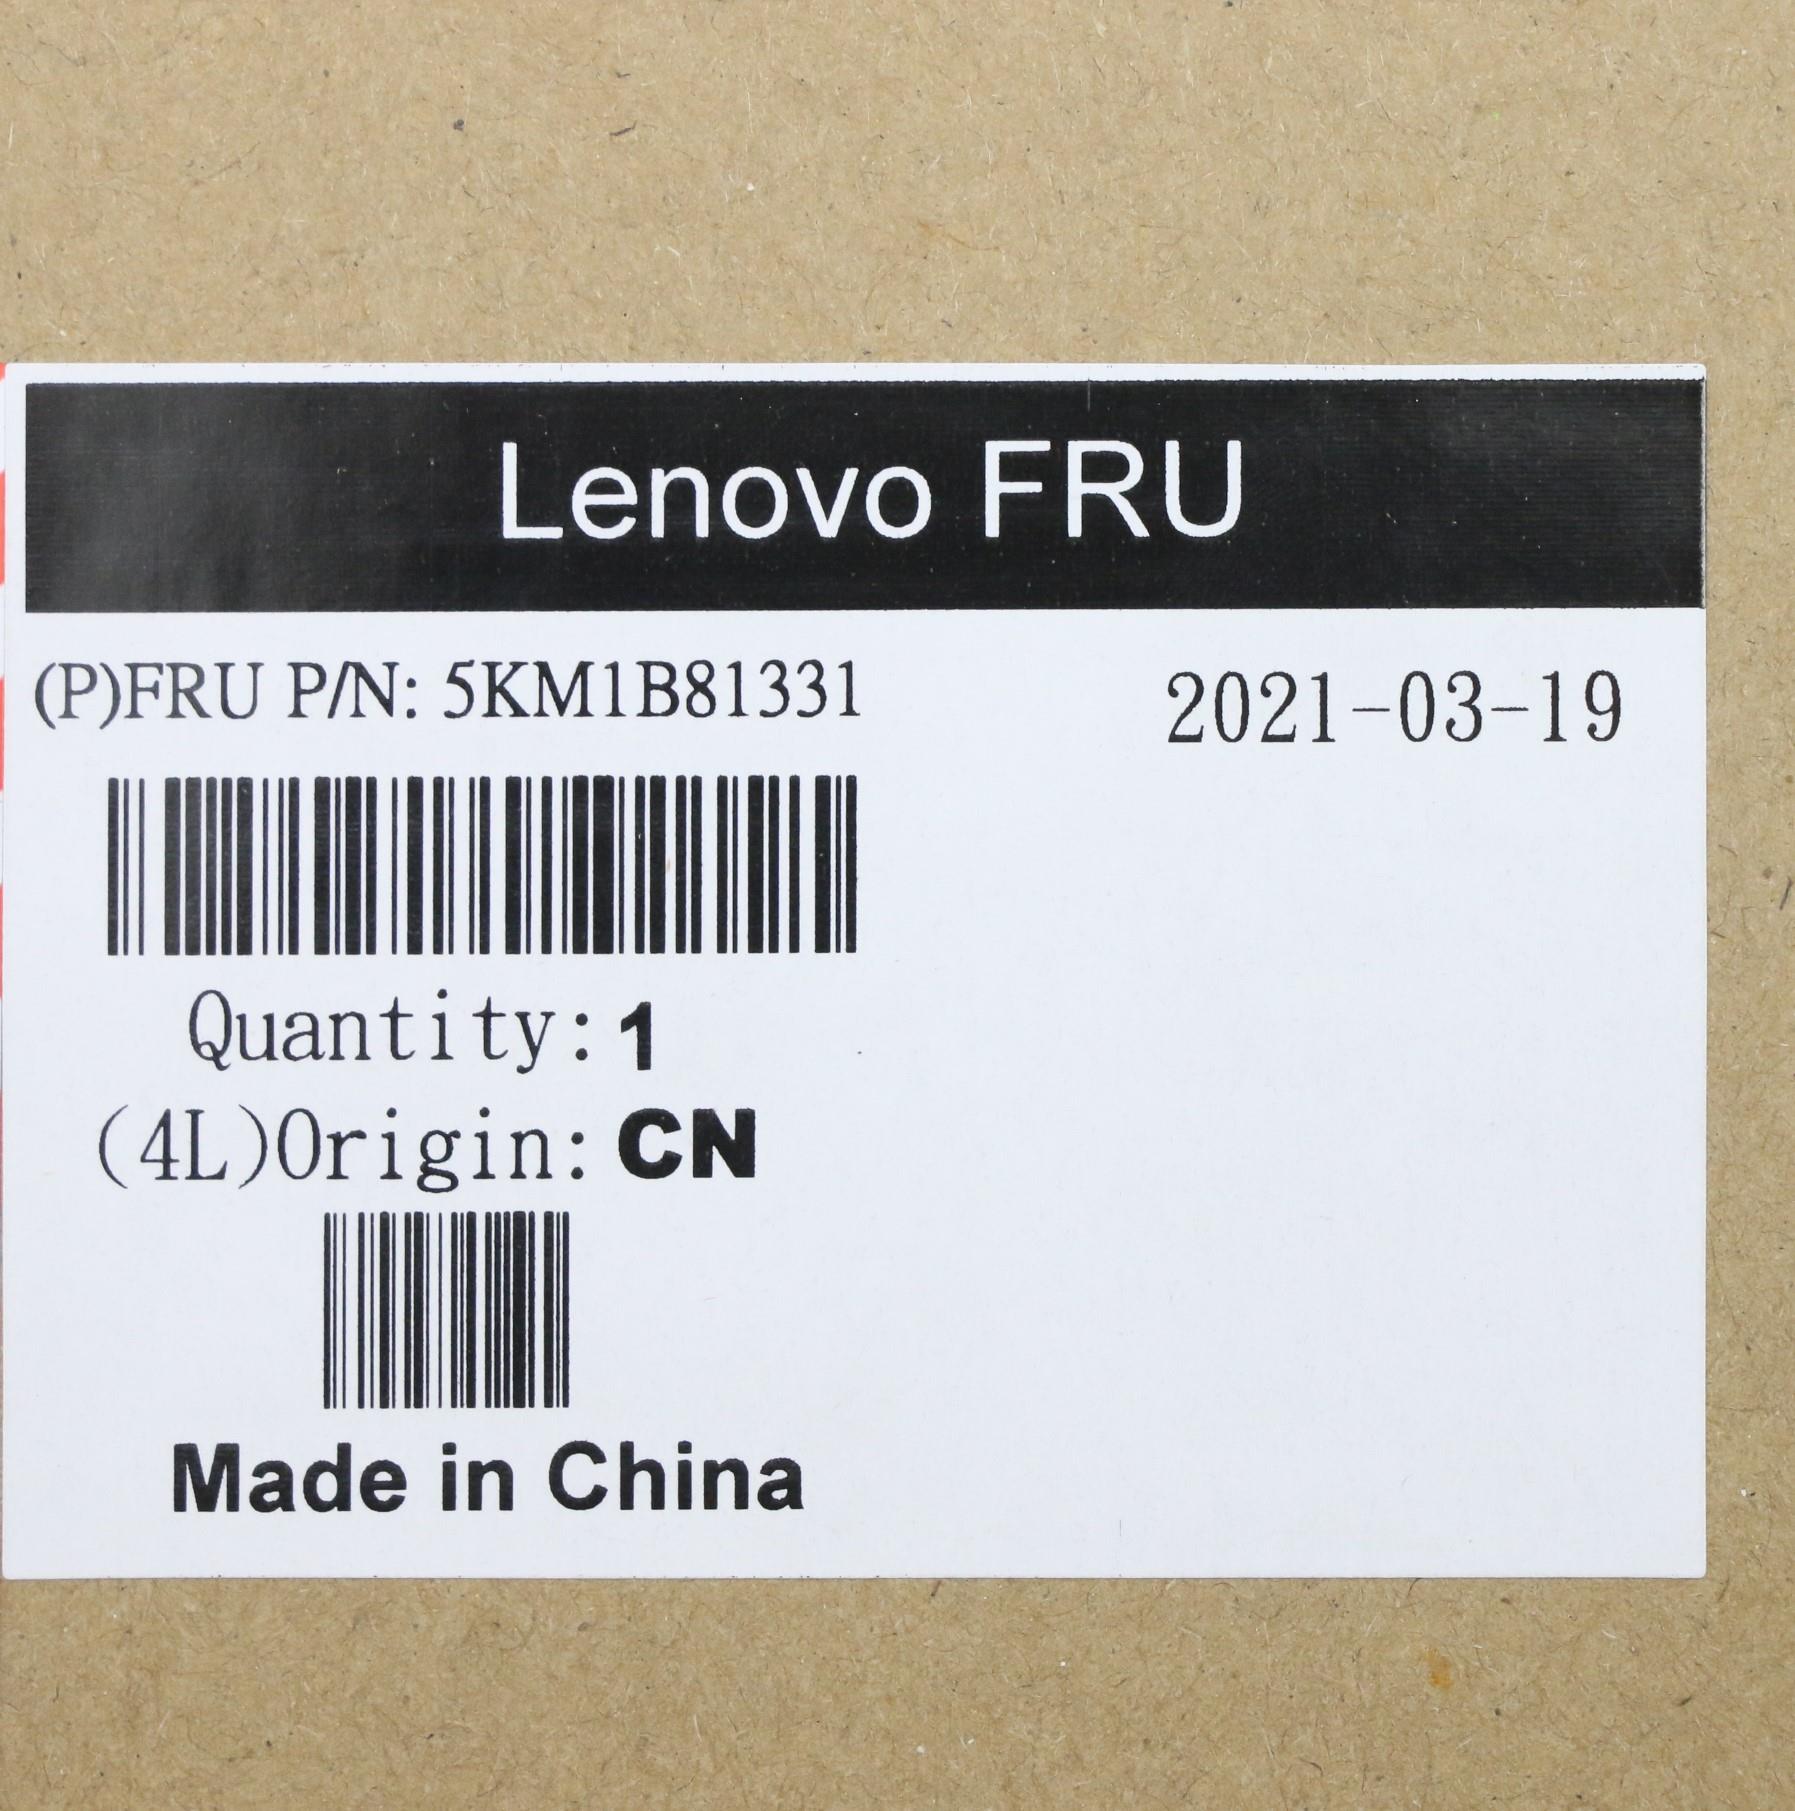 Lenovo FRU
(P)FRU P/N: 5KM1B81331
2021-03-19
Quantity: 1
(4L)Origin: CN
Made in China